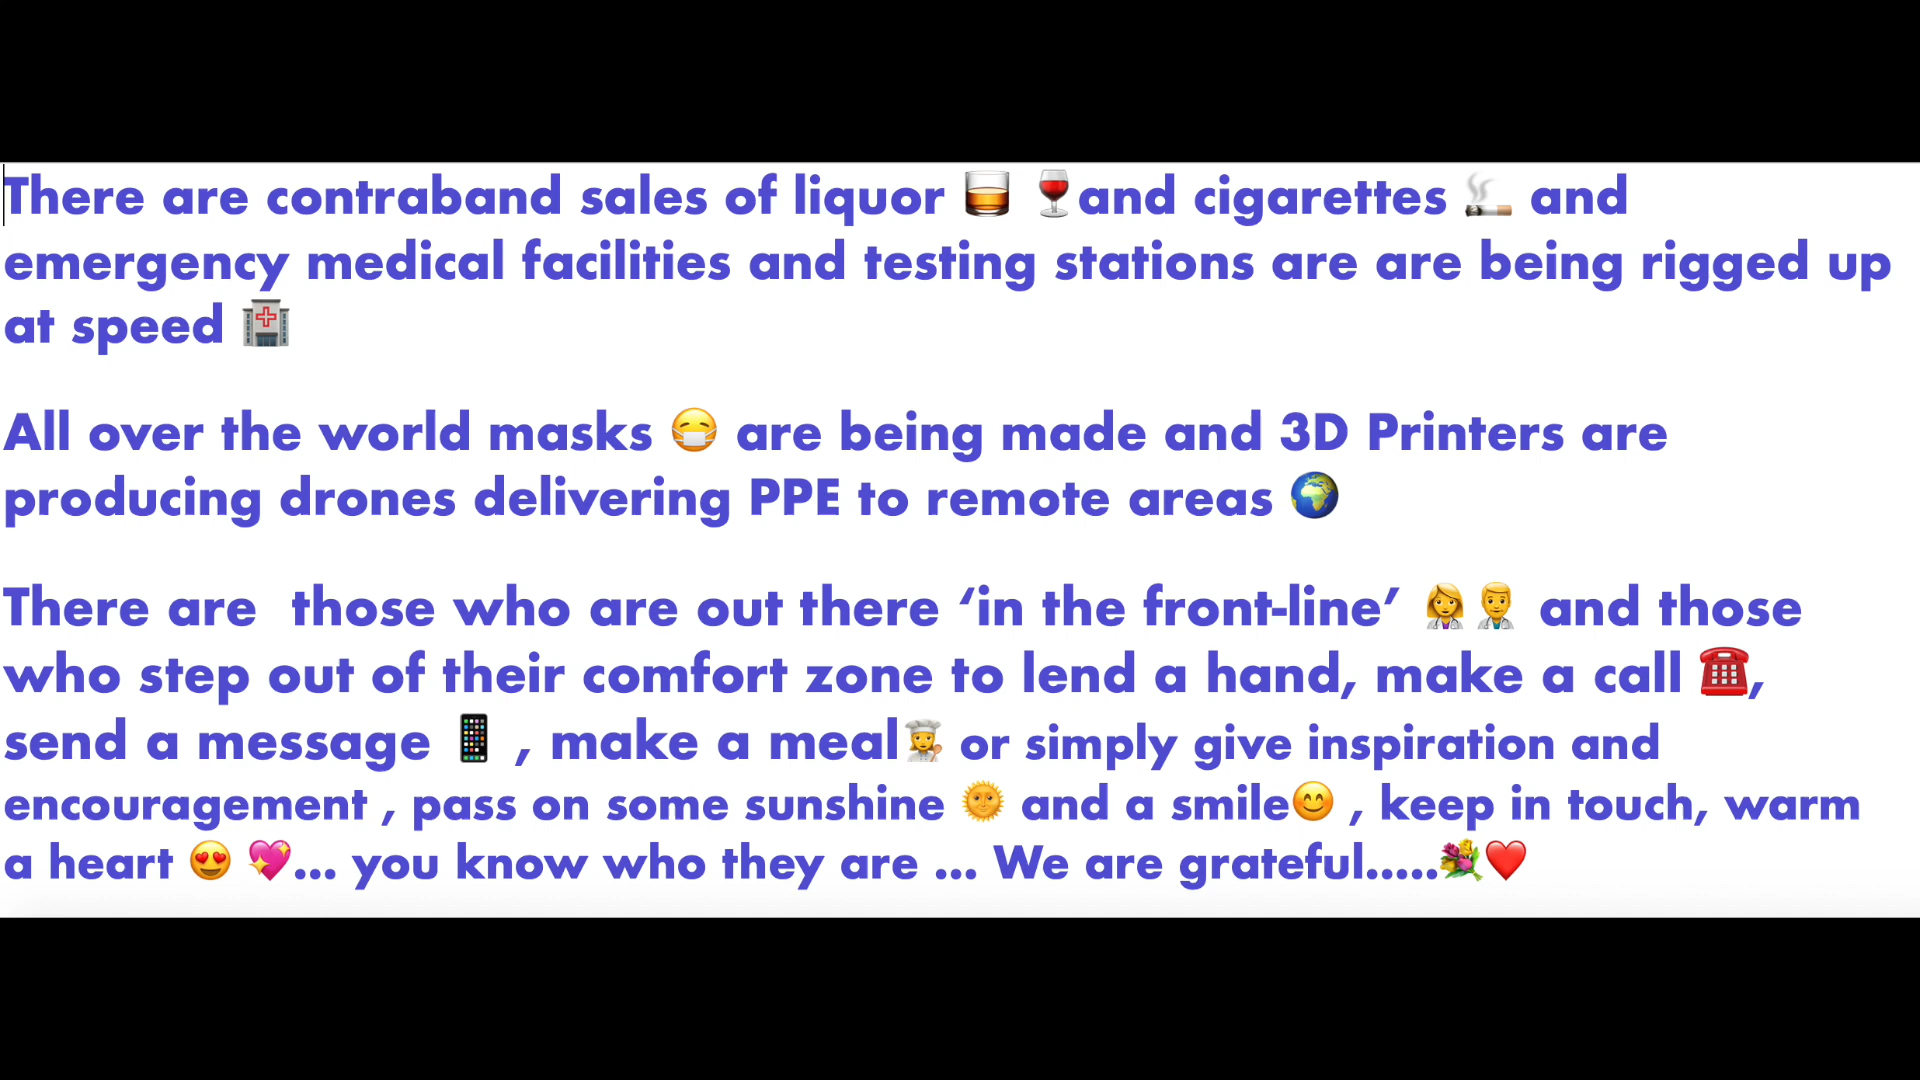 There are contraband sales of liquor 🥃 🍷and cigarettes 🚬 and
emergency medical facilities and testing stations are are being rigged up
at speed 🏥
All over the world masks 😷 are being made and 3D Printers are
producing drones delivering PPE to remote areas 🌍
There are  those who are out there ‘in the front-line’ 👩‍⚕️👨‍⚕️ and those
who step out of their comfort zone to lend a hand, make a call ☎️,
send a message 📱 , make a meal👩‍🍳 or simply give inspiration and
encouragement , pass on some sunshine 🌞 and a smile😊 , keep in touch, warm
a heart 😍 💖... you know who they are ... We are grateful.....💐❤️